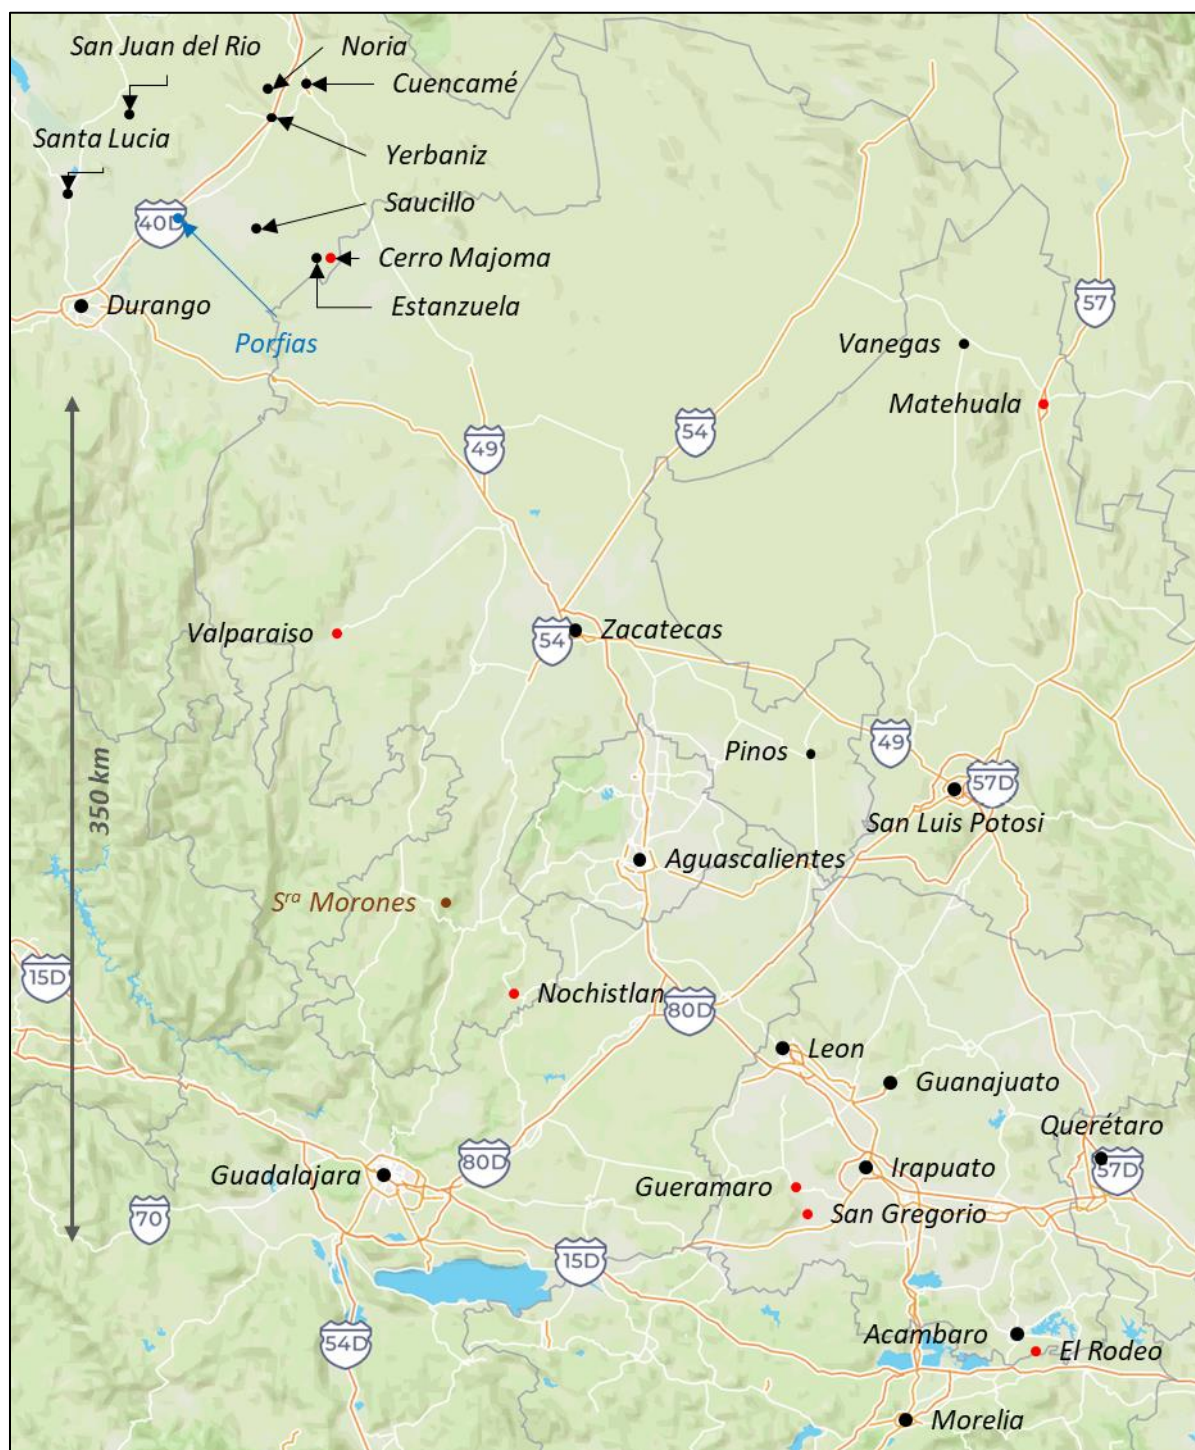 San Juan del Rio
Noria
Cuencamé
Santa Lucia
Yerbaniz
Saucillo
40D
Cerro Majoma
Estanzuela
Durango
57
Porfias
Vanegas
Matehuala
54
49
Valparaiso
Zacatecas
54
49
Pinos
57D
350 km
San Luis Potosi
Aguascalientes
Sra Morones
15D
Nochistlan
80D
Leon
Guanajuato
Querétaro
80D
Irapuato
57D
Guadalajara
Gueramaro
70
San Gregorio
15D
54D
Acambaro
El Rodeo
Morelia